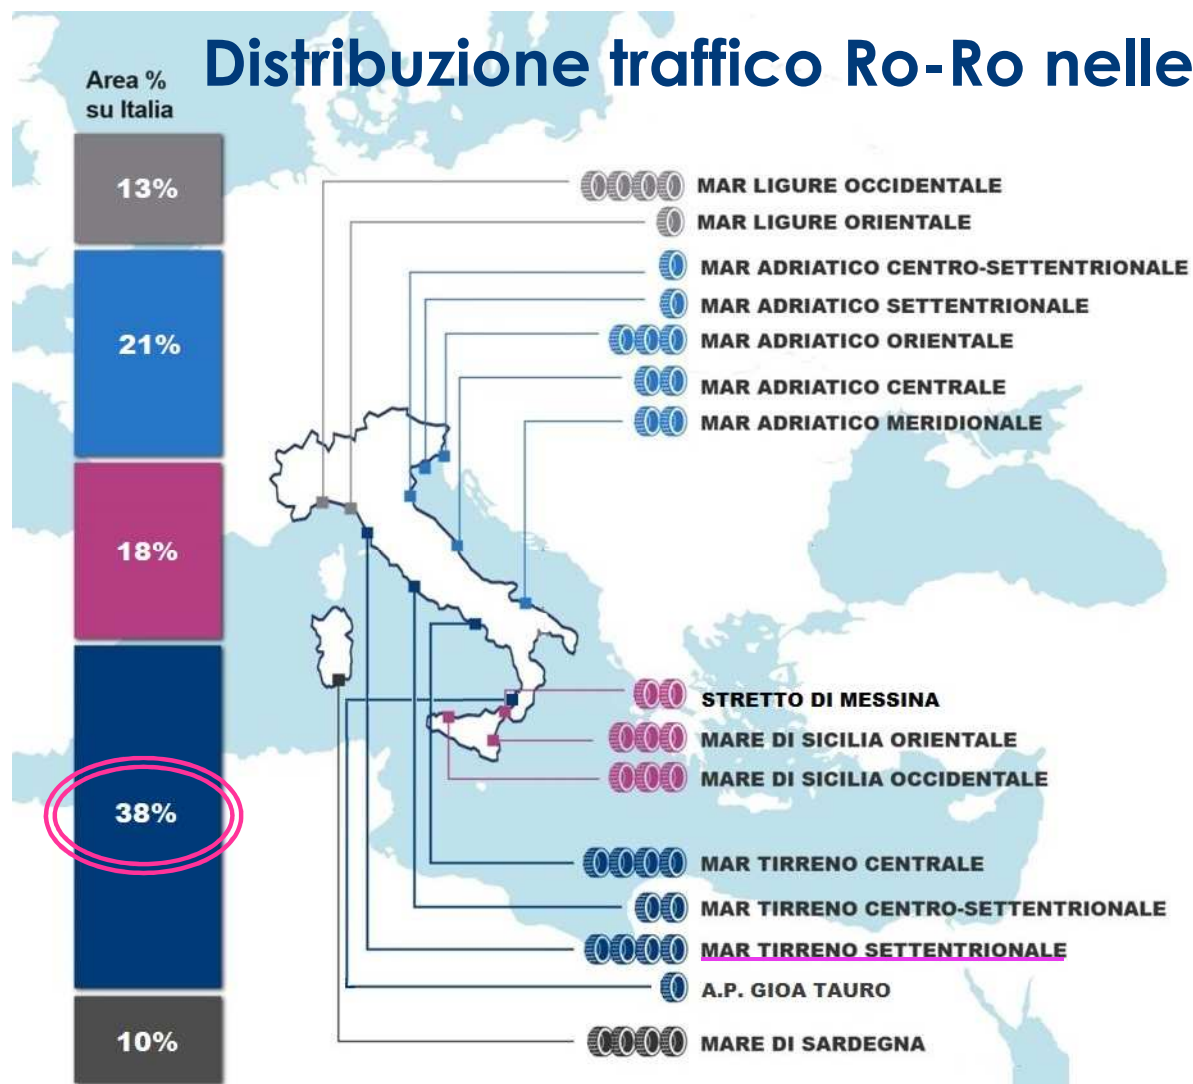 Distribuzione traffico Ro-Ro nelle
Area %
su Italia
13%
21%
18%
38%
10%
MAR LIGURE OCCIDENTALE
MAR LIGURE ORIENTALE
MAR ADRIATICO CENTRO-SETTENTRIONALE
MAR ADRIATICO SETTENTRIONALE
MAR ADRIATICO ORIENTALE
MAR ADRIATICO CENTRALE
MAR ADRIATICO MERIDIONALE
STRETTO DI MESSINA
MARE DI SICILIA ORIENTALE
MARE DI SICILIA OCCIDENTALE
MAR TIRRENO CENTRALE
MAR TIRRENO CENTRO-SETTENTRIONALE
MAR TIRRENO SETTENTRIONALE
A.P. GIOA TAURO
MARE DI SARDEGNA